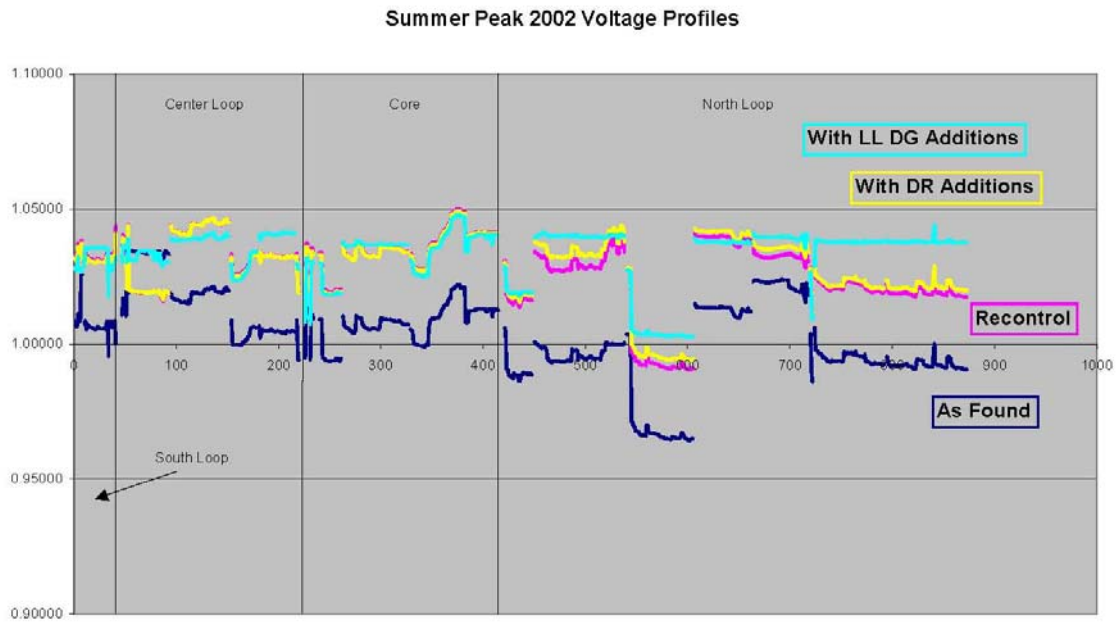 Summer Peak 2002 Voltage Profiles
1.10000
Center Loop
Core
North Loop
With LL DG Additions
With DR Additions
1.05000
Recontrol
1.00000
0 100 200 300 400 500 600 700 800 900 1000
As Found
South Loop
0.95000
0.90000